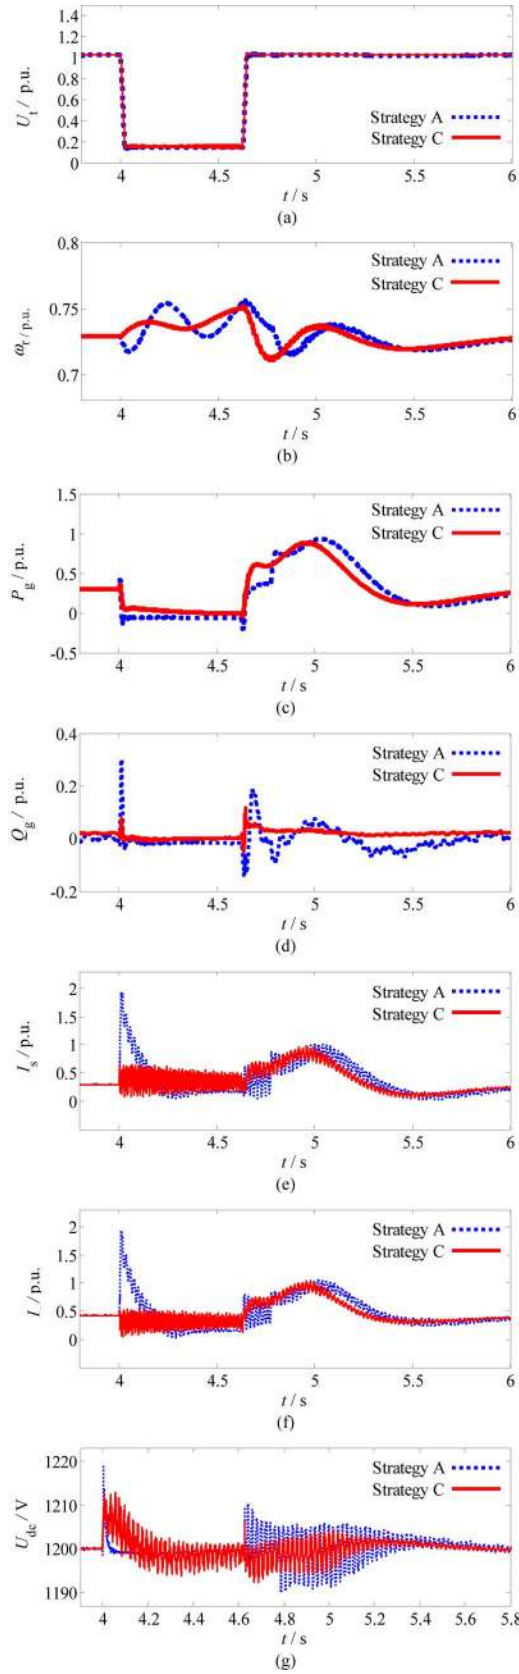 1.4
1.2
1
0.8
0.6
0.4
0.2
0
U_t / p.u.
Strategy A
Strategy C
4 4.5 5 5.5 6
t / s
(a)
0.8
0.75
0.7
ω_r / p.u.
Strategy A
Strategy C
4 4.5 5 5.5 6
t / s
(b)
1.5
1
0.5
0
-0.5
P_g / p.u.
Strategy A
Strategy C
4 4.5 5 5.5 6
t / s
(c)
0.4
0.2
0
-0.2
Q_g / p.u.
Strategy A
Strategy C
4 4.5 5 5.5 6
t / s
(d)
2
1.5
1
0.5
0
I_s / p.u.
Strategy A
Strategy C
4 4.5 5 5.5 6
t / s
(e)
2
1.5
1
0.5
0
Strategy A
Strategy C
4 4.5 5 5.5 6
t / s
(f)
1220
1210
1200
1190
U_dc / V
Strategy A
Strategy C
4 4.2 4.4 4.6 4.8 5 5.2 5.4 5.6 5.8
t / s
(g)